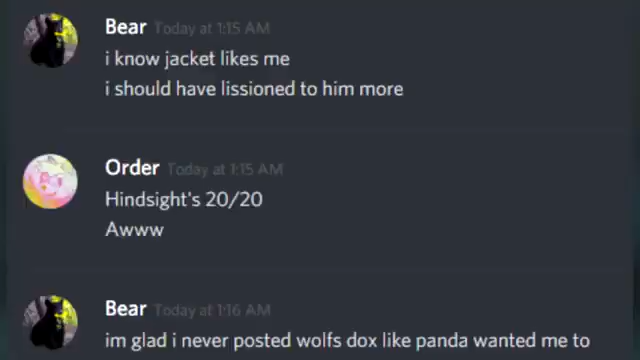 Bear Today at 1:15 AM
i know jacket likes me
i should have lissioned to him more
Order Today at 1:15 AM
Hindsight's 20/20
Awww
Bear Today at 1:16 AM
im glad i never posted wolfs dox like panda wanted me to